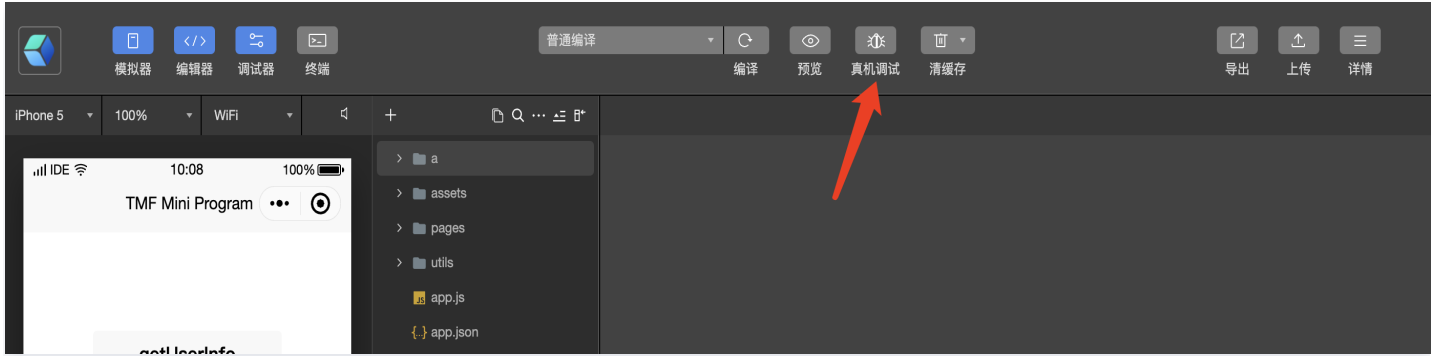 模拟器 编辑器 调试器 终端 普通编译 编译 预览 真机调试 清缓存 导出 上传 详情
iPhone 5 100% WiFi
IDE 10:08 100%
TMF Mini Program
getUserInfo
a
assets
pages
utils
JS app.js
{..} app.json